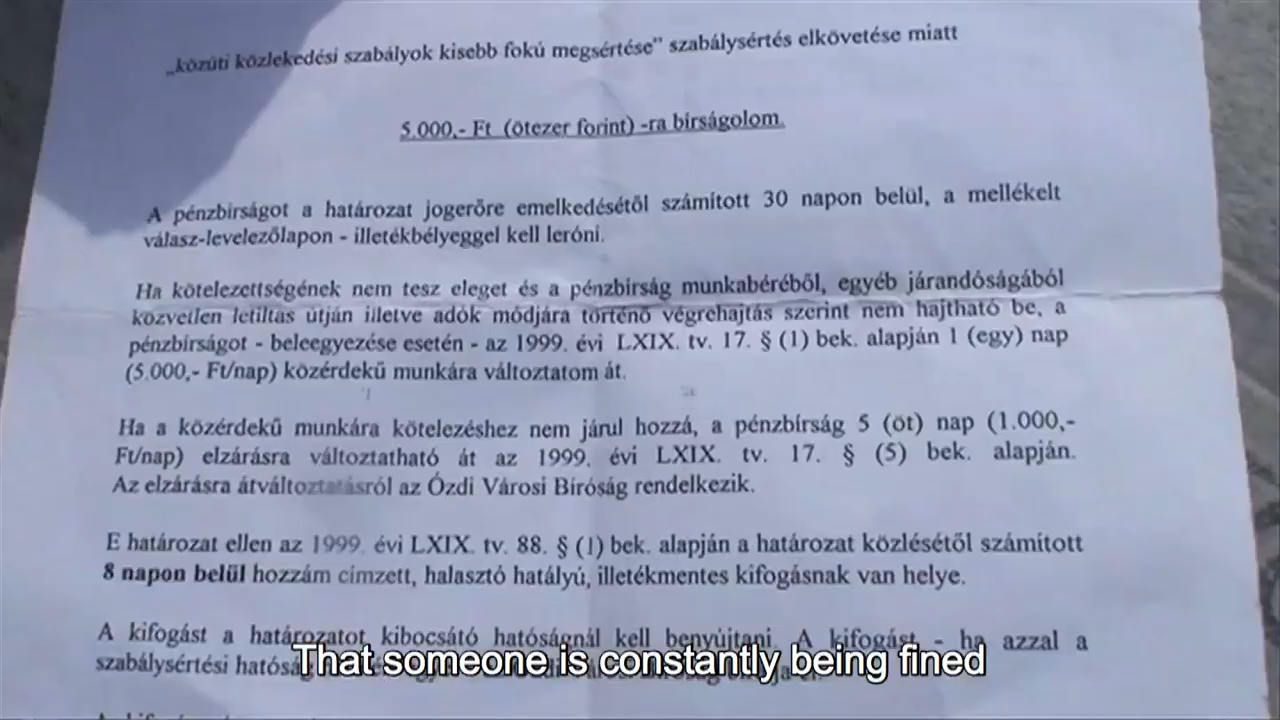 „közúti közlekedési szabályok kisebb fokú megsértése” szabálysértés elkövetése miatt
5.000,- Ft (ötezer forint) -ra bírságolom.
A pénzbírságot a határozat jogerőre emelkedésétől számított 30 napon belül, a mellékelt
válasz-levelezőlapon - illetékbélyeggel kell leróni.
Ha kötelezettségének nem tesz eleget és a pénzbírság munkabéréből, egyéb járandóságából
közvetlen letiltás útján illetve adók módjára történő végrehajtás szerint nem hajtható be, a
pénzbírságot - beleegyezése esetén - az 1999. évi LXIX. tv. 17. § (1) bek. alapján 1 (egy) nap
(5.000,- Ft/nap) közérdekű munkára változtatom át.
Ha a közérdekű munkára kötelezéshez nem járul hozzá, a pénzbírság 5 (öt) nap (1.000,-
Ft/nap) elzárásra változtatható át az 1999. évi LXIX. tv. 17. § (5) bek. alapján.
Az elzárásra átváltoztatásról az Ózdi Városi Bíróság rendelkezik.
E határozat ellen az 1999. évi LXIX. tv. 88. § (1) bek. alapján a határozat közlésétől számított
8 napon belül hozzám címzett, halasztó hatályú, illetékmentes kifogásnak van helye.
A kifogást a határozatot kibocsátó hatóságnál kell benyújtani. A kifogást - ha azzal a
szabálysértési
That someone is constantly being fined